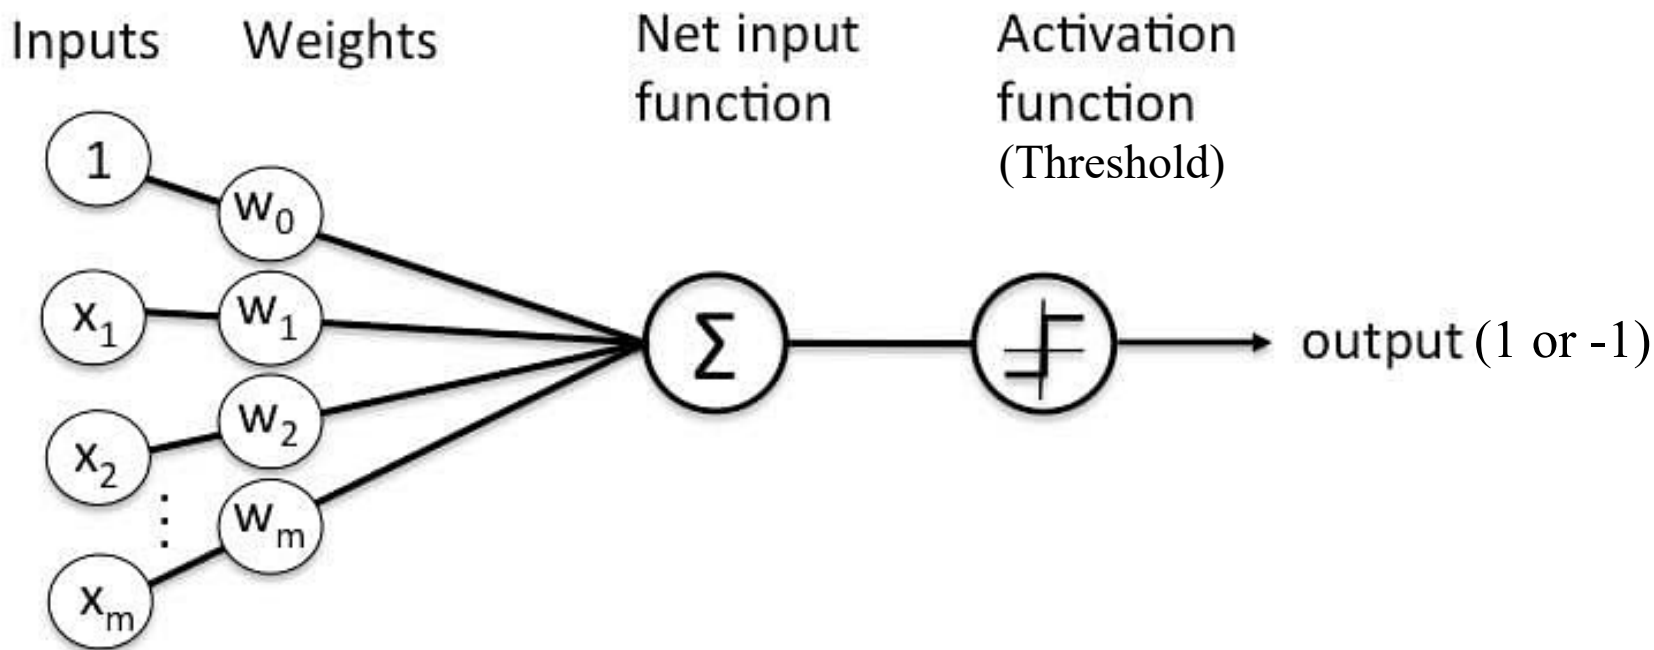 Inputs Weights Net input function Activation function
(Threshold)
1
w0
x1
w1
x2
w2
⋮
xm
wm
Σ
output (1 or -1)